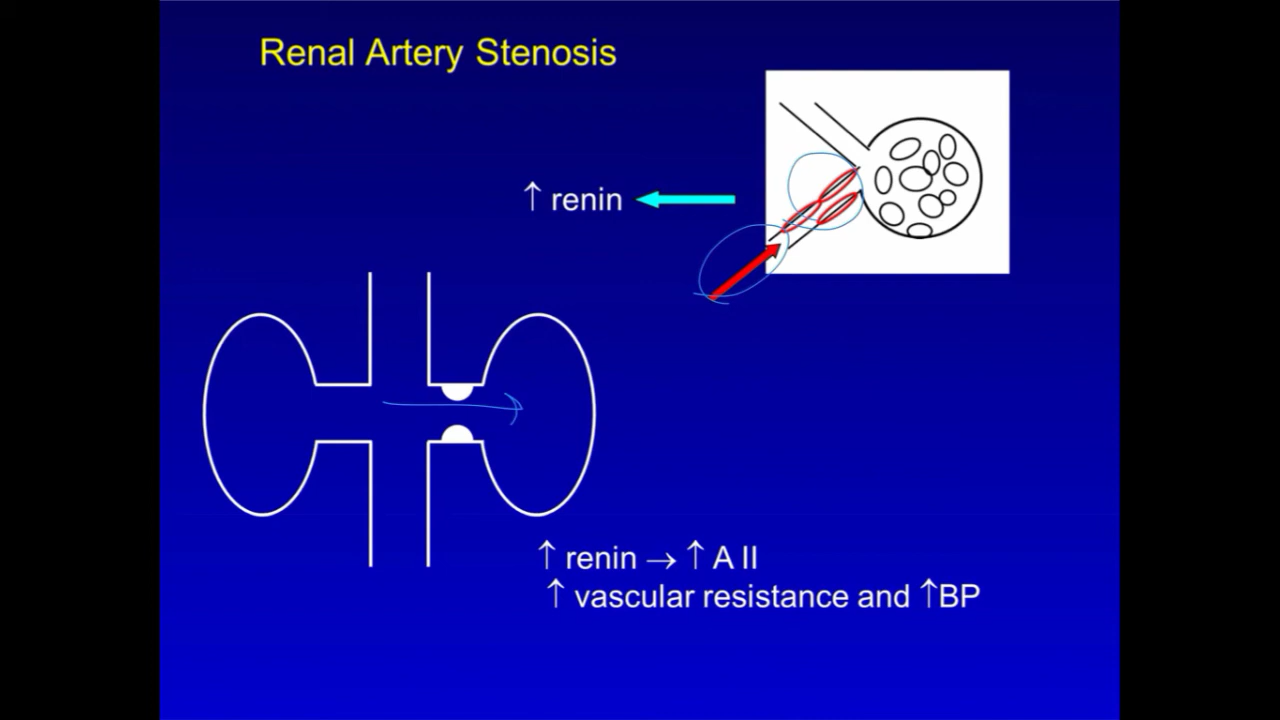 Renal Artery Stenosis
↑ renin
↑ renin → ↑ A II
↑ vascular resistance and ↑BP